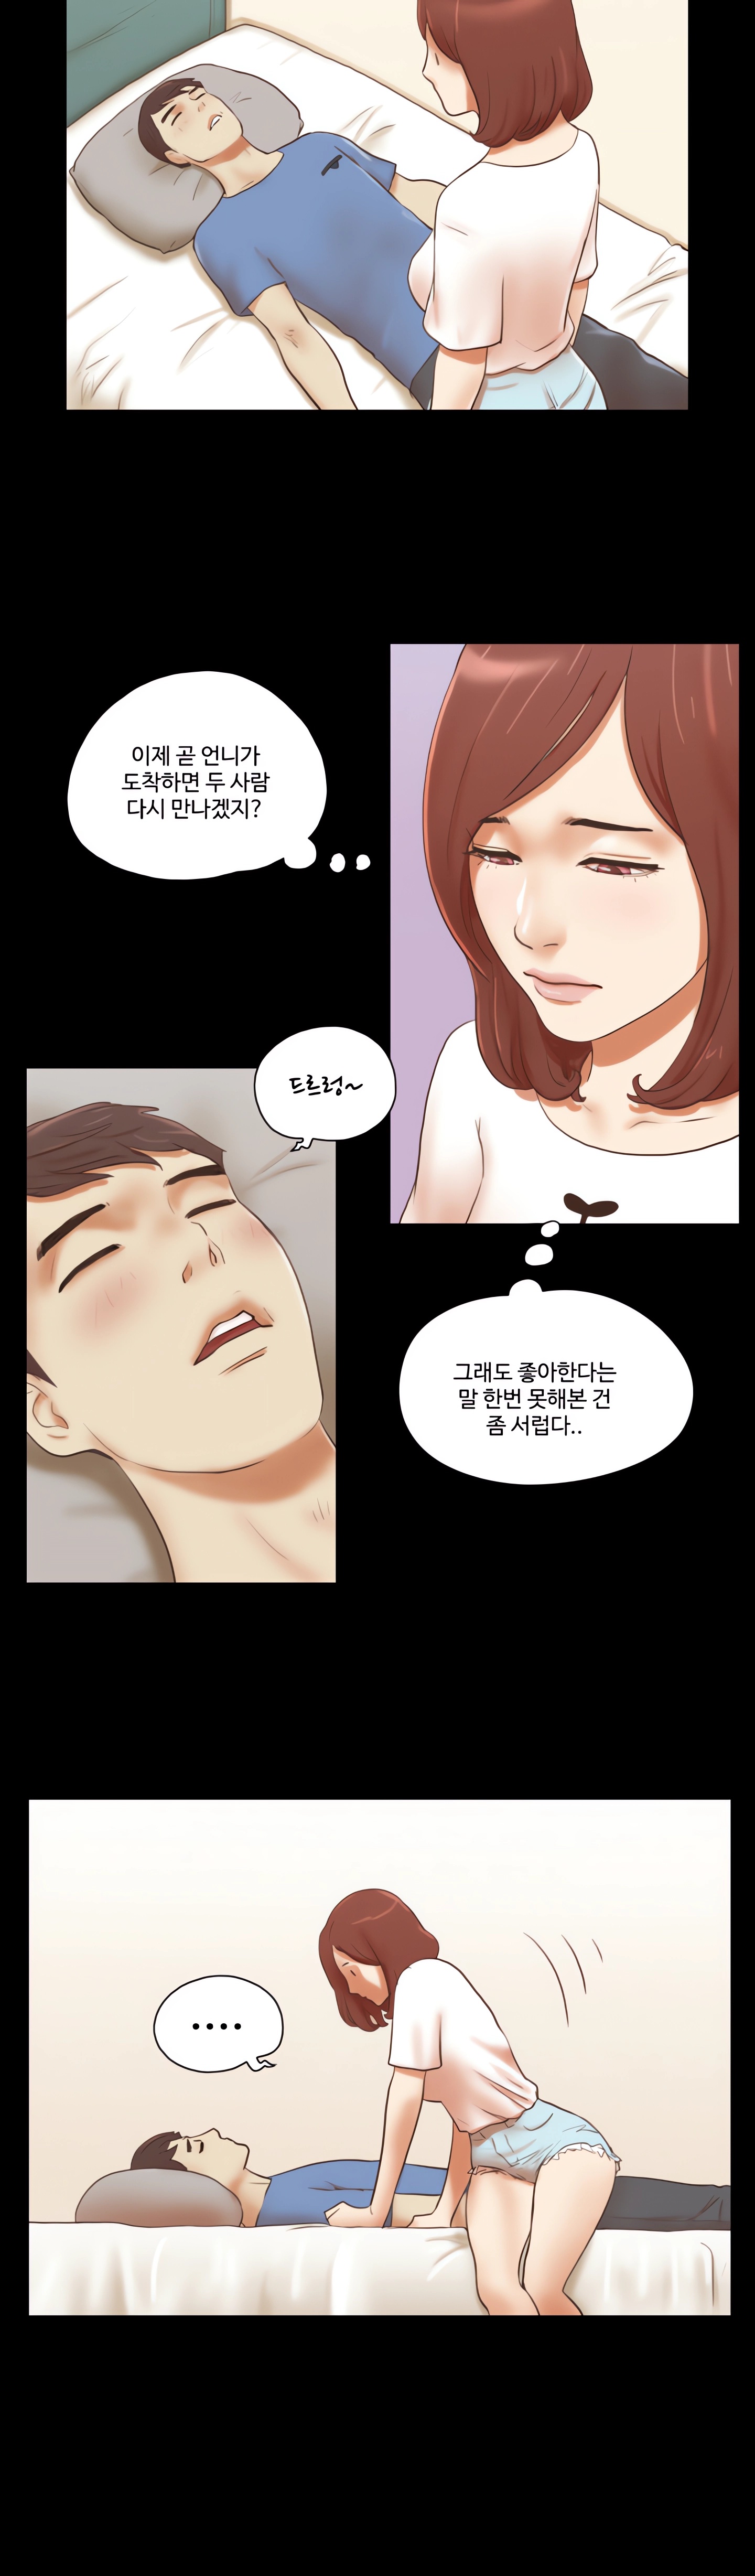 이제 곧 언니가
도착하면 두 사람
다시 만나겠지?
드르렁~
그래도 좋아한다는
말 한번 못해본 건
좀 서럽다..
....